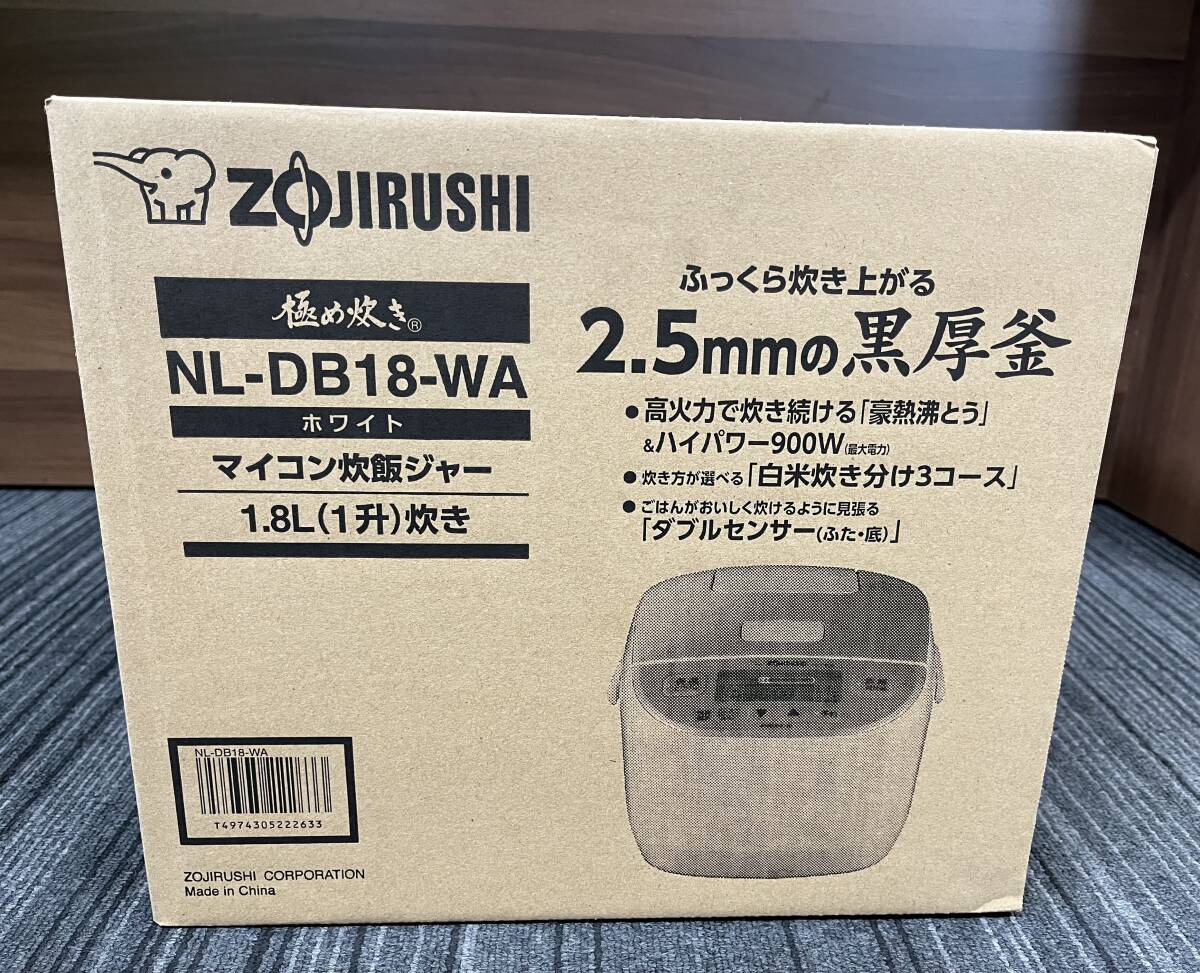 ZOJIRUSHI
極め炊き®
NL-DB18-WA
ホワイト
マイコン炊飯ジャー
1.8L(1升)炊き
ふっくら炊き上がる
2.5mmの黒厚釜
●高火力で炊き続ける「豪熱沸とう」
&ハイパワー900W(最大電力)
●炊き方が選べる「白米炊き分け3コース」
●ごはんがおいしく炊けるように見張る
「ダブルセンサー(ふた・底)」
NL-DB18-WA
T4974305222633
ZOJIRUSHI CORPORATION
Made in China